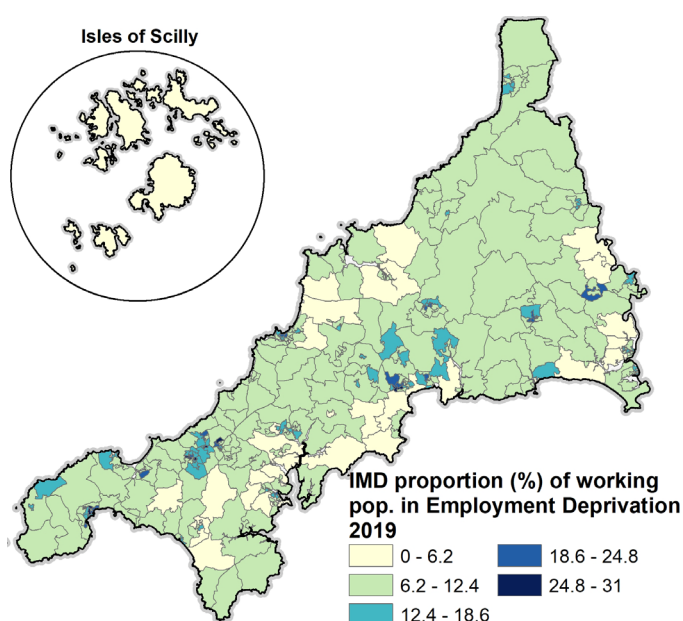 Isles of Scilly
IMD proportion (%) of working
pop. in Employment Deprivation
2019
0 - 6.2
6.2 - 12.4
12.4 - 18.6
18.6 - 24.8
24.8 - 31